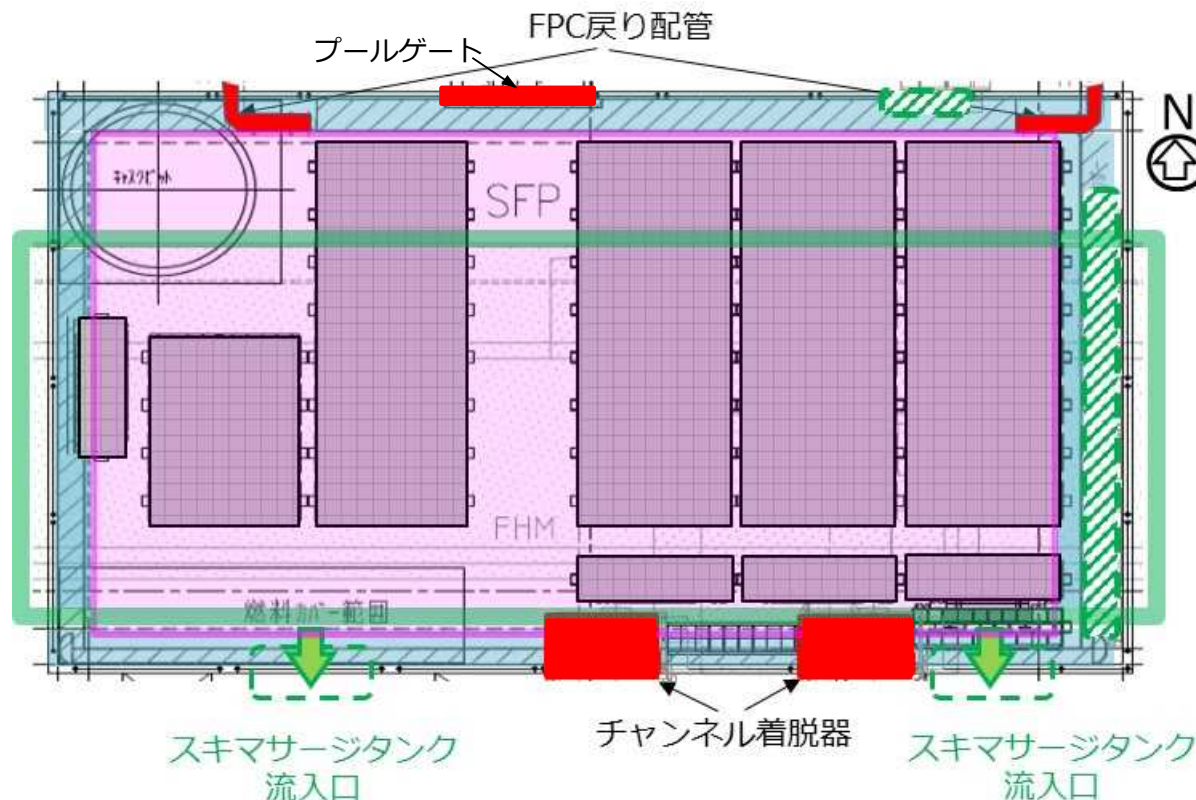 FPC戻り配管
プールゲート
N
キャスクピット
SFP
FHM
燃料カバー範囲
チャンネル着脱器
スキマサージタンク
流入口
スキマサージタンク
流入口